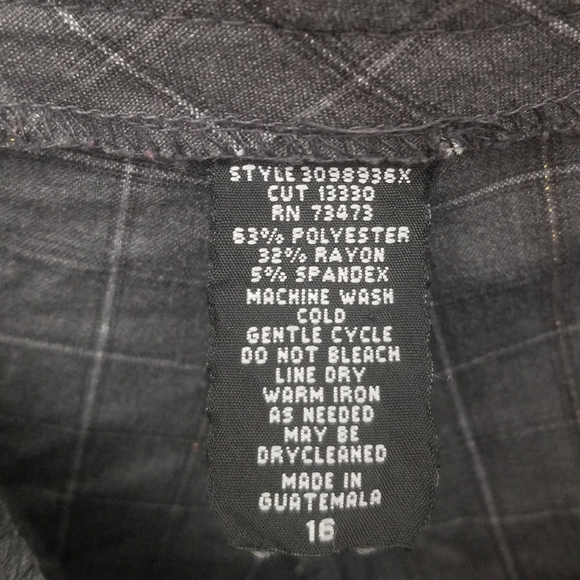 STYLE 3098936X
CUT 13330
RN 73473
63% POLYESTER
32% RAYON
5% SPANDEX
MACHINE WASH
COLD
GENTLE CYCLE
DO NOT BLEACH
LINE DRY
WARM IRON
AS NEEDED
MAY BE
DRYCLEANED
MADE IN
GUATEMALA
16